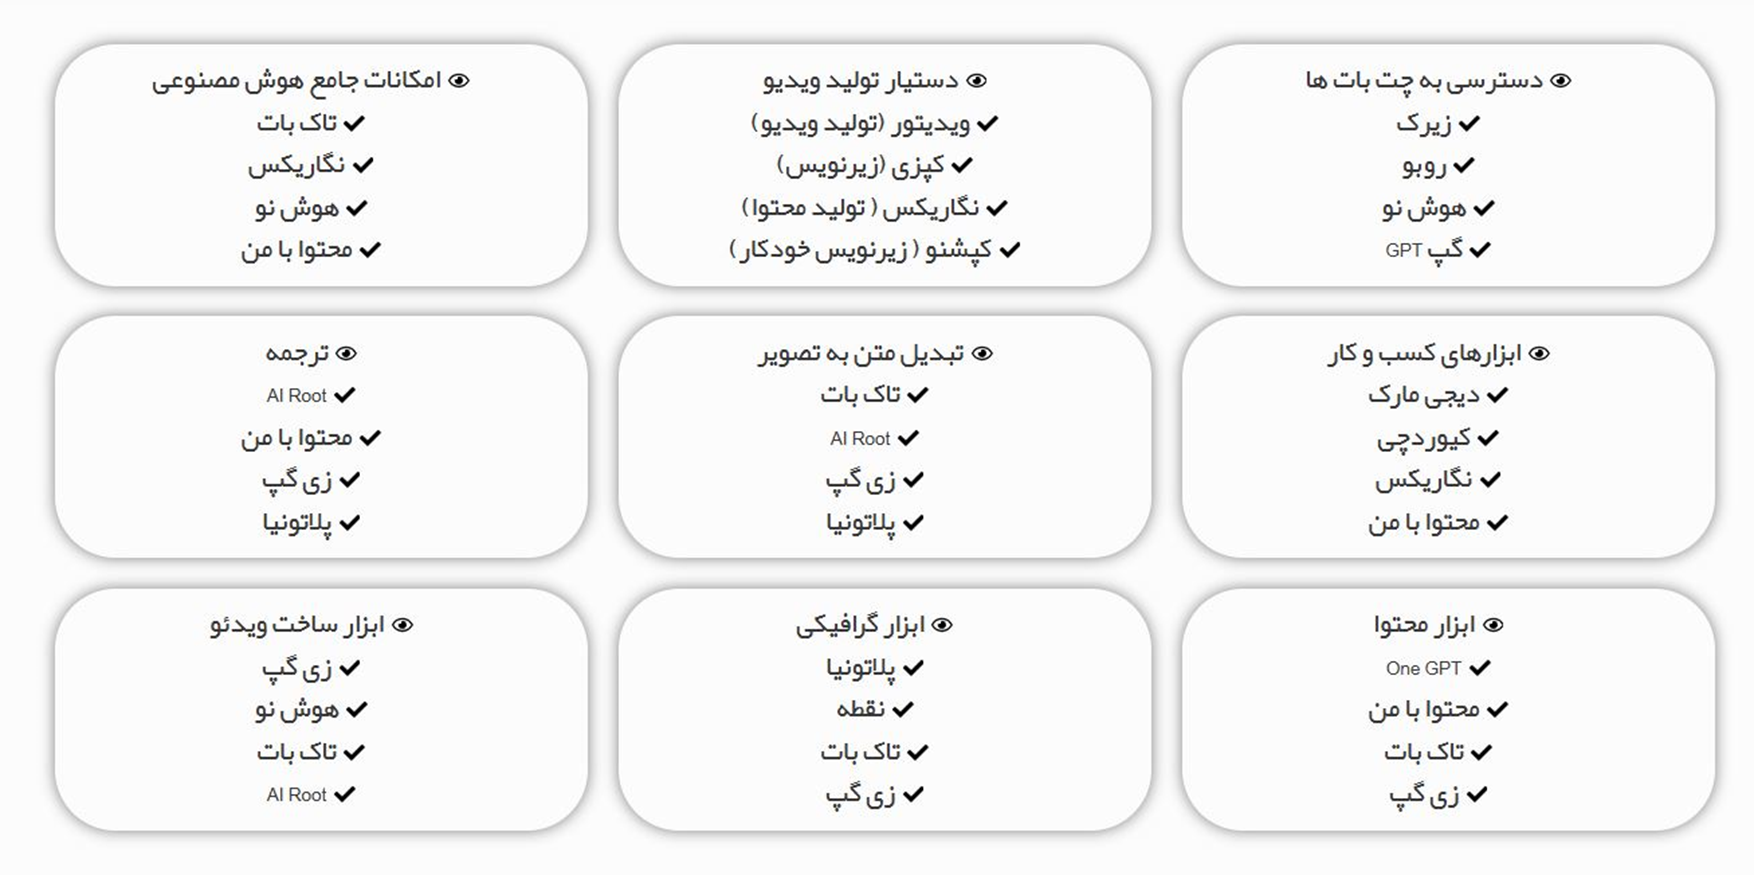 دسترسی به چت بات ها
زیرک
روبو
هوش نو
گپ GPT
دستیار تولید ویدیو
ویدیتور (تولید ویدیو)
کپزی (زیرنویس)
نگاریکس ( تولید محتوا)
کپشنو ( زیرنویس خودکار)
امکانات جامع هوش مصنوعی
تاک بات
نگاریکس
هوش نو
محتوا با من
ابزارهای کسب و کار
دیجی مارک
کیوردچی
نگاریکس
محتوا با من
تبدیل متن به تصویر
تاک بات
AI Root
زی گپ
پلاتونیا
ترجمه
AI Root
محتوا با من
زی گپ
پلاتونیا
ابزار محتوا
One GPT
محتوا با من
تاک بات
زی گپ
ابزار گرافیکی
پلاتونیا
نقطه
تاک بات
زی گپ
ابزار ساخت ویدئو
زی گپ
هوش نو
تاک بات
AI Root